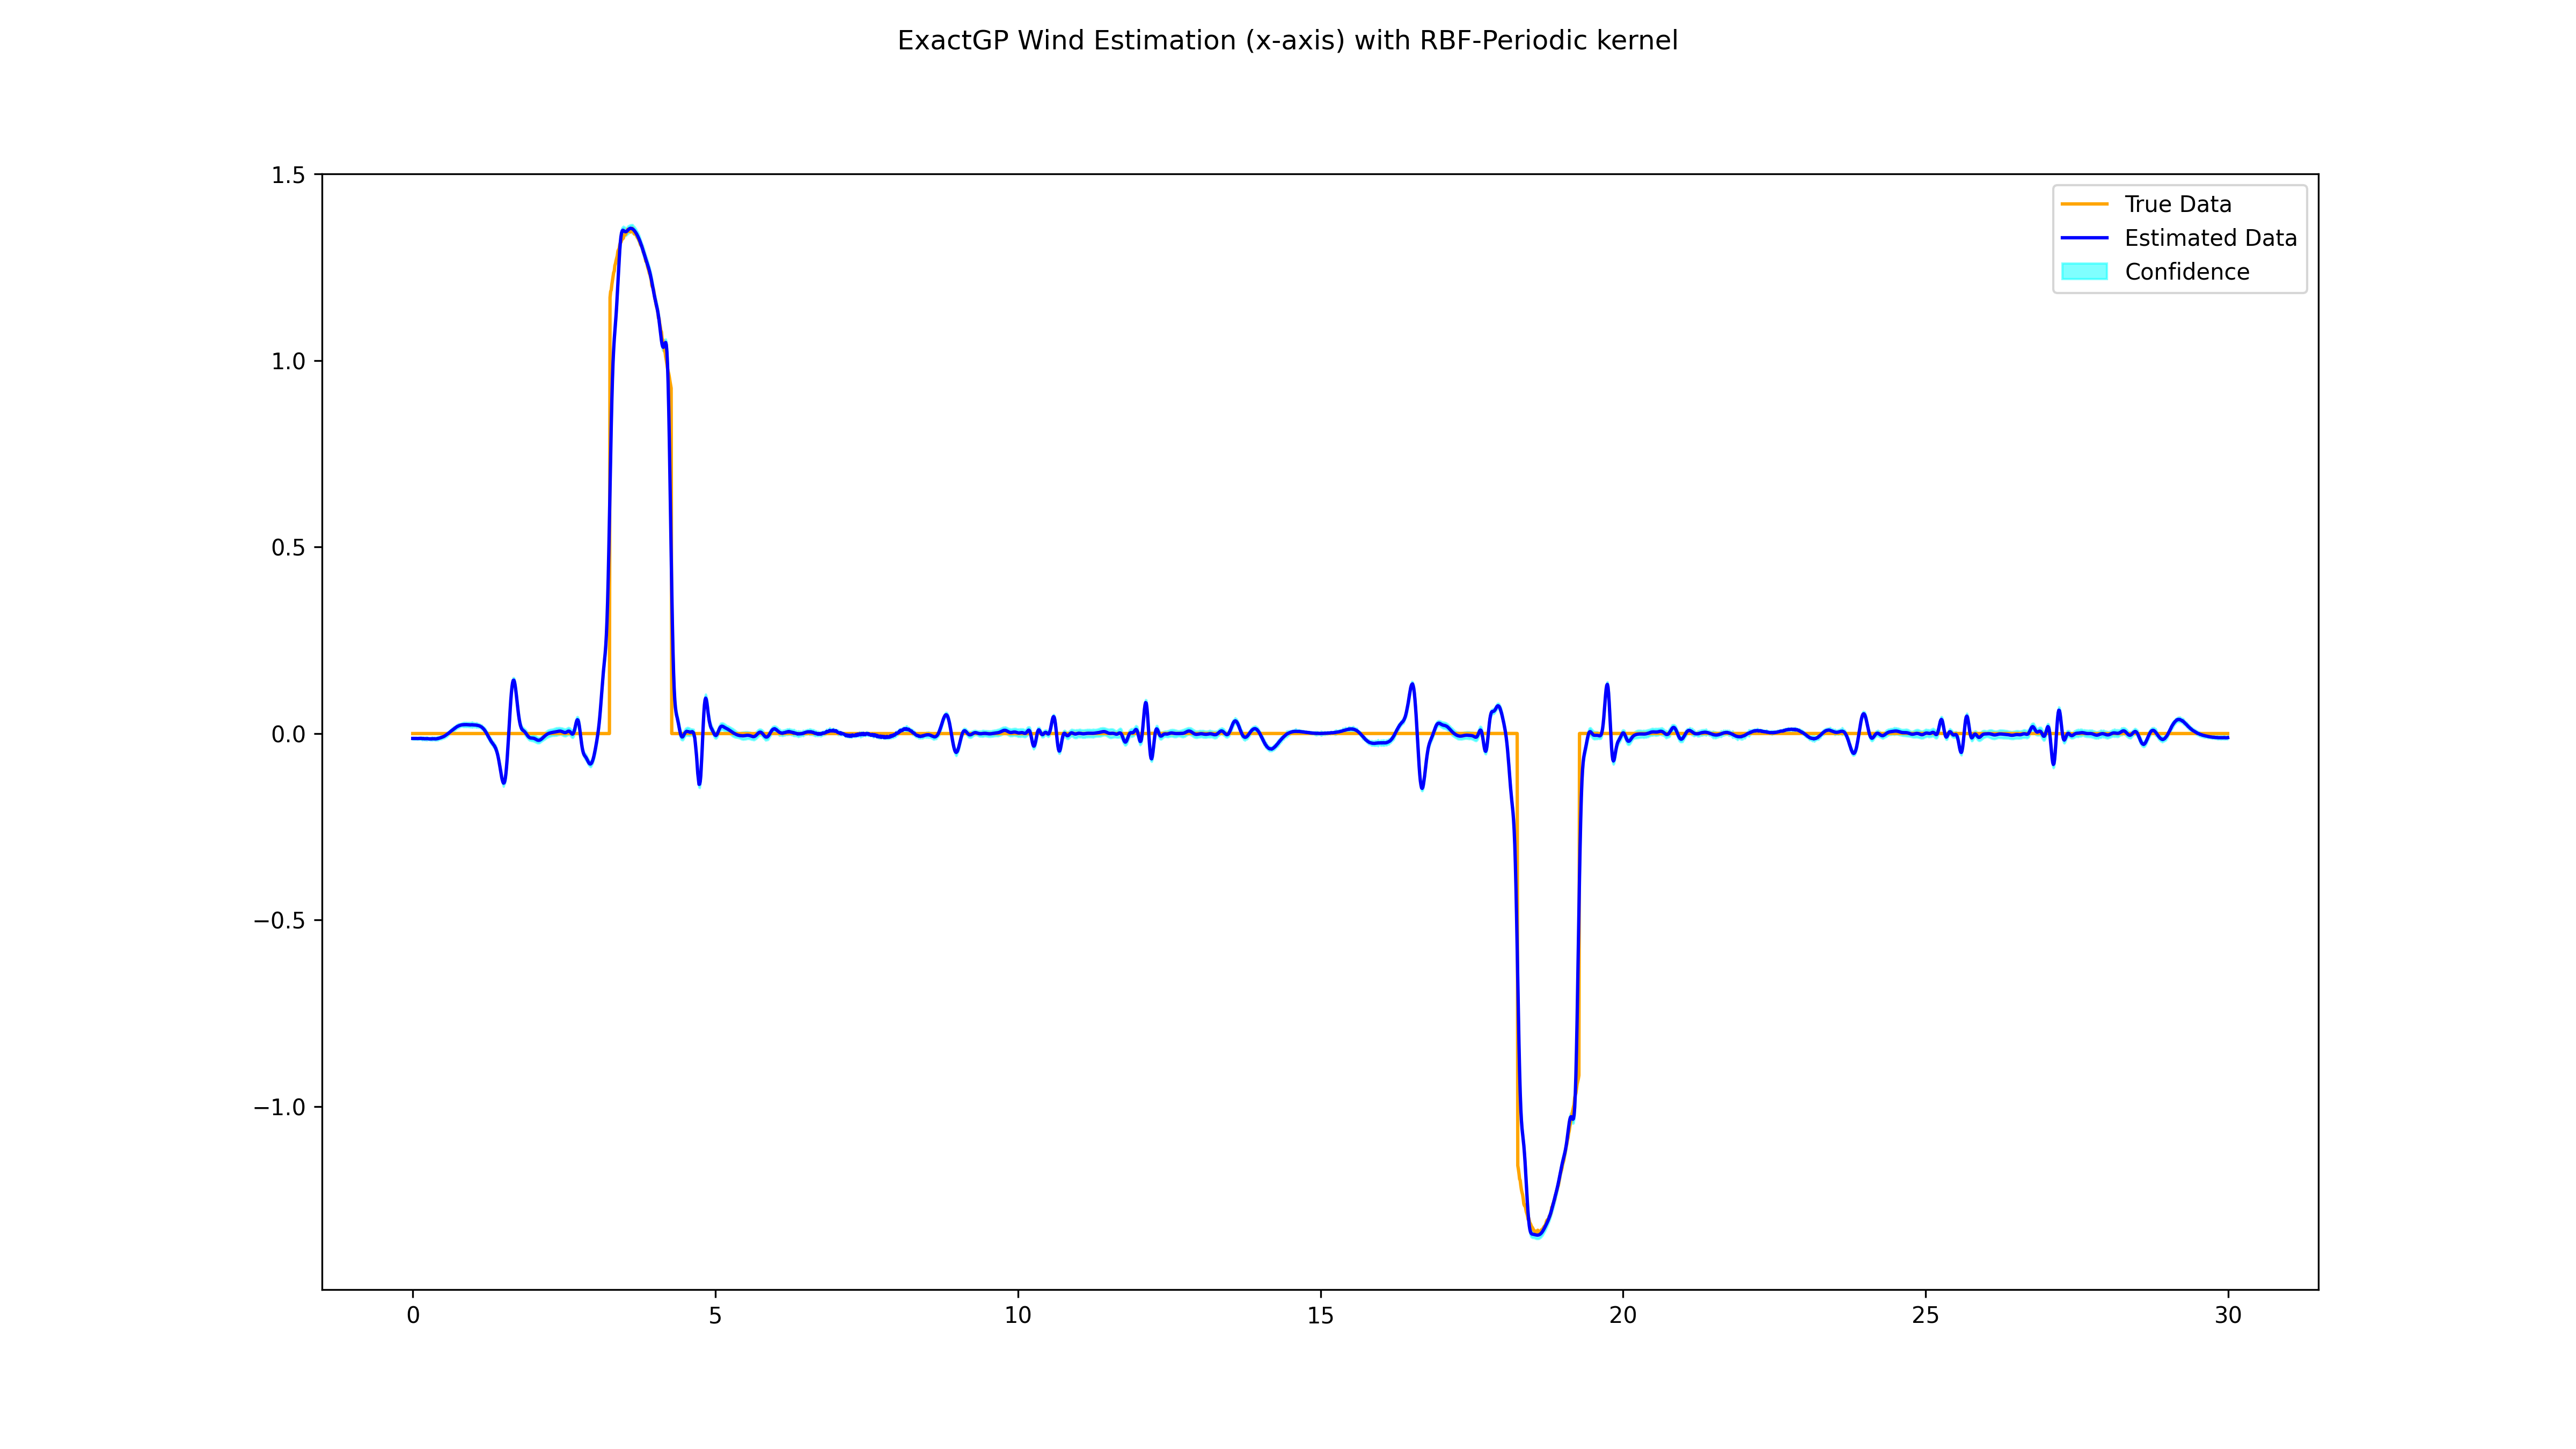 ExactGP Wind Estimation (x-axis) with RBF-Periodic kernel
True Data
Estimated Data
Confidence
1.5
1.0
0.5
0.0
−0.5
−1.0
0 5 10 15 20 25 30